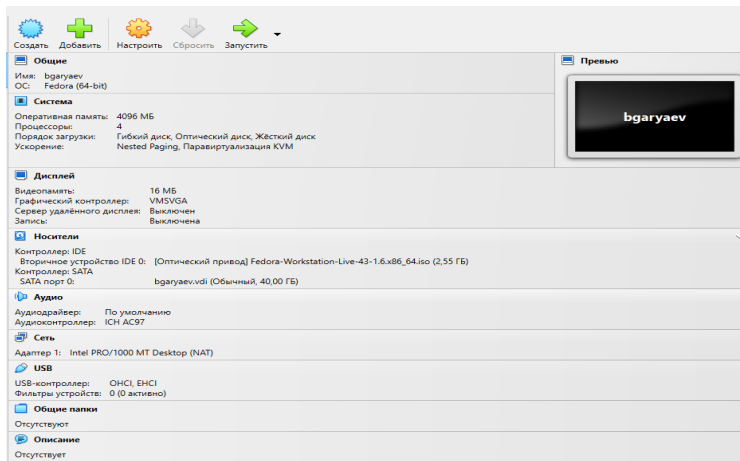 Создать Добавить Настроить Сбросить Запустить
Общие
Имя: bgaryaev
ОС: Fedora (64-bit)
Превью
bgaryaev
Система
Оперативная память: 4096 МБ
Процессоры: 4
Порядок загрузки: Гибкий диск, Оптический диск, Жёсткий диск
Ускорение: Nested Paging, Паравиртуализация KVM
Дисплей
Видеопамять: 16 МБ
Графический контроллер: VMSVGA
Сервер удалённого дисплея: Выключен
Запись: Выключена
Носители
Контроллер: IDE
Вторичное устройство IDE 0: [Оптический привод] Fedora-Workstation-Live-43-1.6.x86_64.iso (2,55 ГБ)
Контроллер: SATA
SATA порт 0: bgaryaev.vdi (Обычный, 40,00 ГБ)
Аудио
Аудиодрайвер: По умолчанию
Аудиоконтроллер: ICH AC97
Сеть
Адаптер 1: Intel PRO/1000 MT Desktop (NAT)
USB
USB-контроллер: OHCI, EHCI
Фильтры устройств: 0 (0 активно)
Общие папки
Отсутствуют
Описание
Отсутствует